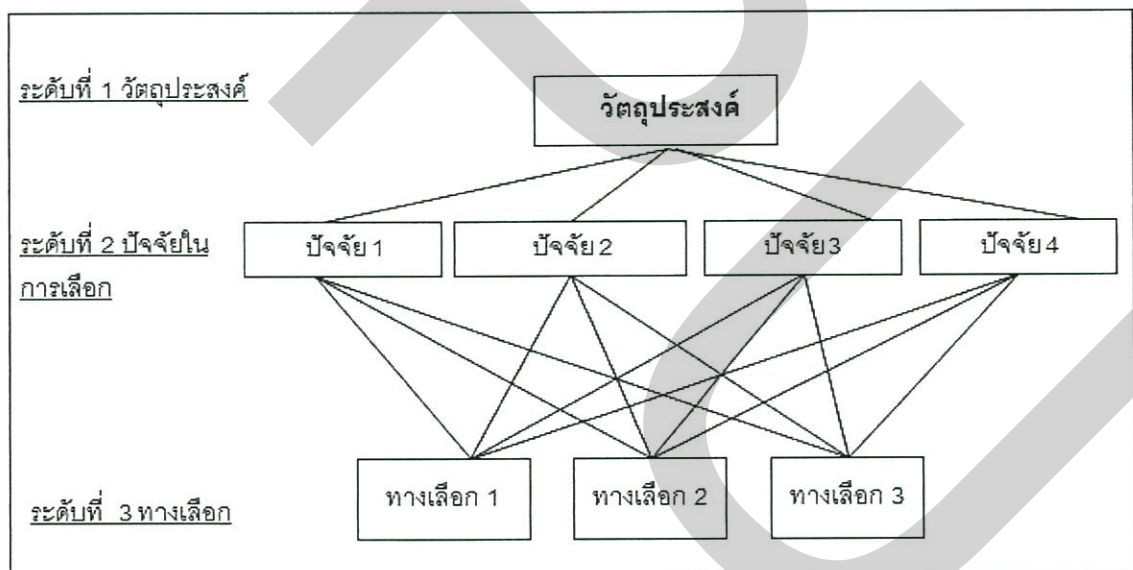 ระดับที่ 1 วัตถุประสงค์
วัตถุประสงค์
ระดับที่ 2 ปัจจัยใน
การเลือก
ปัจจัย 1
ปัจจัย 2
ปัจจัย 3
ปัจจัย 4
ระดับที่ 3 ทางเลือก
ทางเลือก 1
ทางเลือก 2
ทางเลือก 3